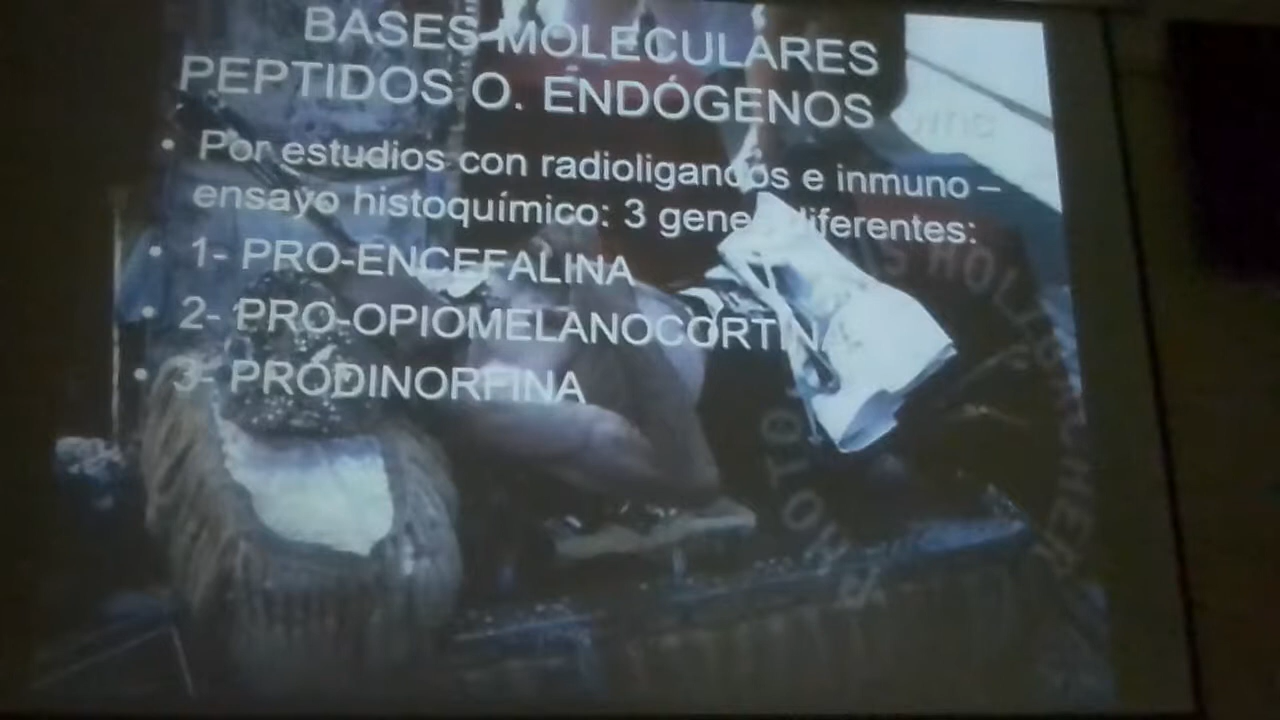 BASES MOLECULARES
PEPTIDOS O. ENDÓGENOS
• Por estudios con radioligandos e inmuno –
ensayo histoquímico: 3 genes diferentes:
• 1- PRO-ENCEFALINA
• 2- PRO-OPIOMELANOCORTINA
• 3- PRODINORFINA